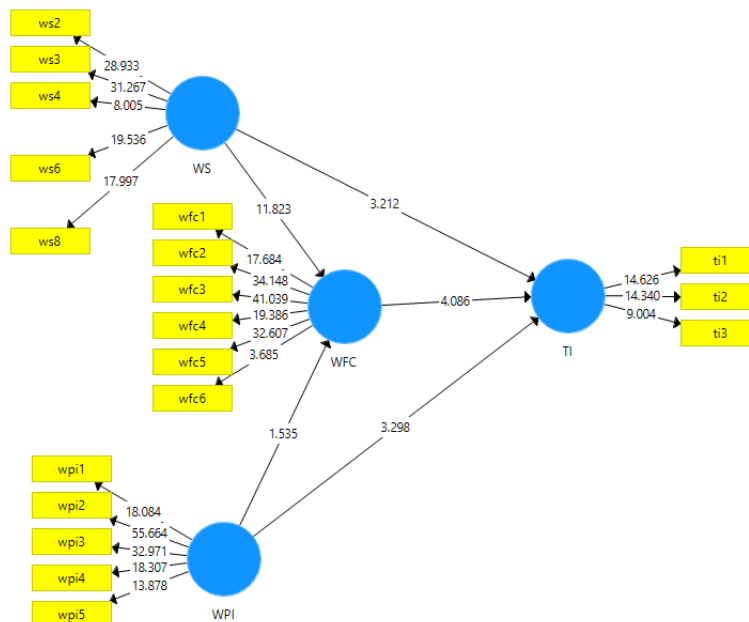 ws2
ws3
ws4
ws6
ws8
28.933
31.267
8.005
19.536
17.997
WS
11.823
3.212
wfc1
wfc2
wfc3
wfc4
wfc5
wfc6
17.684
34.148
41.039
19.386
32.607
3.685
WFC
4.086
ti1
ti2
ti3
14.626
14.340
9.004
TI
1.535
3.298
wpi1
wpi2
wpi3
wpi4
wpi5
18.084
55.664
32.971
18.307
13.878
WPI